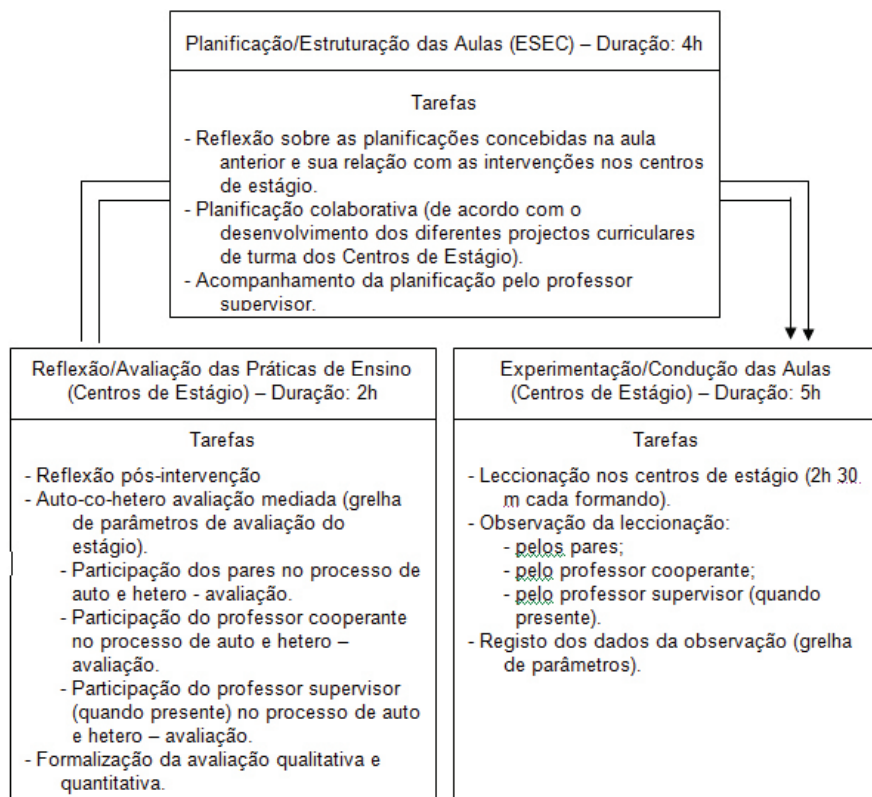 Planificação/Estruturação das Aulas (ESEC) – Duração: 4h
Tarefas
- Reflexão sobre as planificações concebidas na aula
anterior e sua relação com as intervenções nos centros
de estágio.
- Planificação colaborativa (de acordo com o
desenvolvimento dos diferentes projectos curriculares
de turma dos Centros de Estágio).
- Acompanhamento da planificação pelo professor
supervisor.
Reflexão/Avaliação das Práticas de Ensino
(Centros de Estágio) – Duração: 2h
Tarefas
- Reflexão pós-intervenção
- Auto-co-hetero avaliação mediada (grelha
de parâmetros de avaliação do
estágio).
- Participação dos pares no processo de
auto e hetero - avaliação.
- Participação do professor cooperante
no processo de auto e hetero –
avaliação.
- Participação do professor supervisor
(quando presente) no processo de auto
e hetero – avaliação.
- Formalização da avaliação qualitativa e
quantitativa.
Experimentação/Condução das Aulas
(Centros de Estágio) – Duração: 5h
Tarefas
- Leccionação nos centros de estágio (2h 30
m cada formando).
- Observação da leccionação:
- pelos pares;
- pelo professor cooperante;
- pelo professor supervisor (quando
presente).
- Registo dos dados da observação (grelha
de parâmetros).